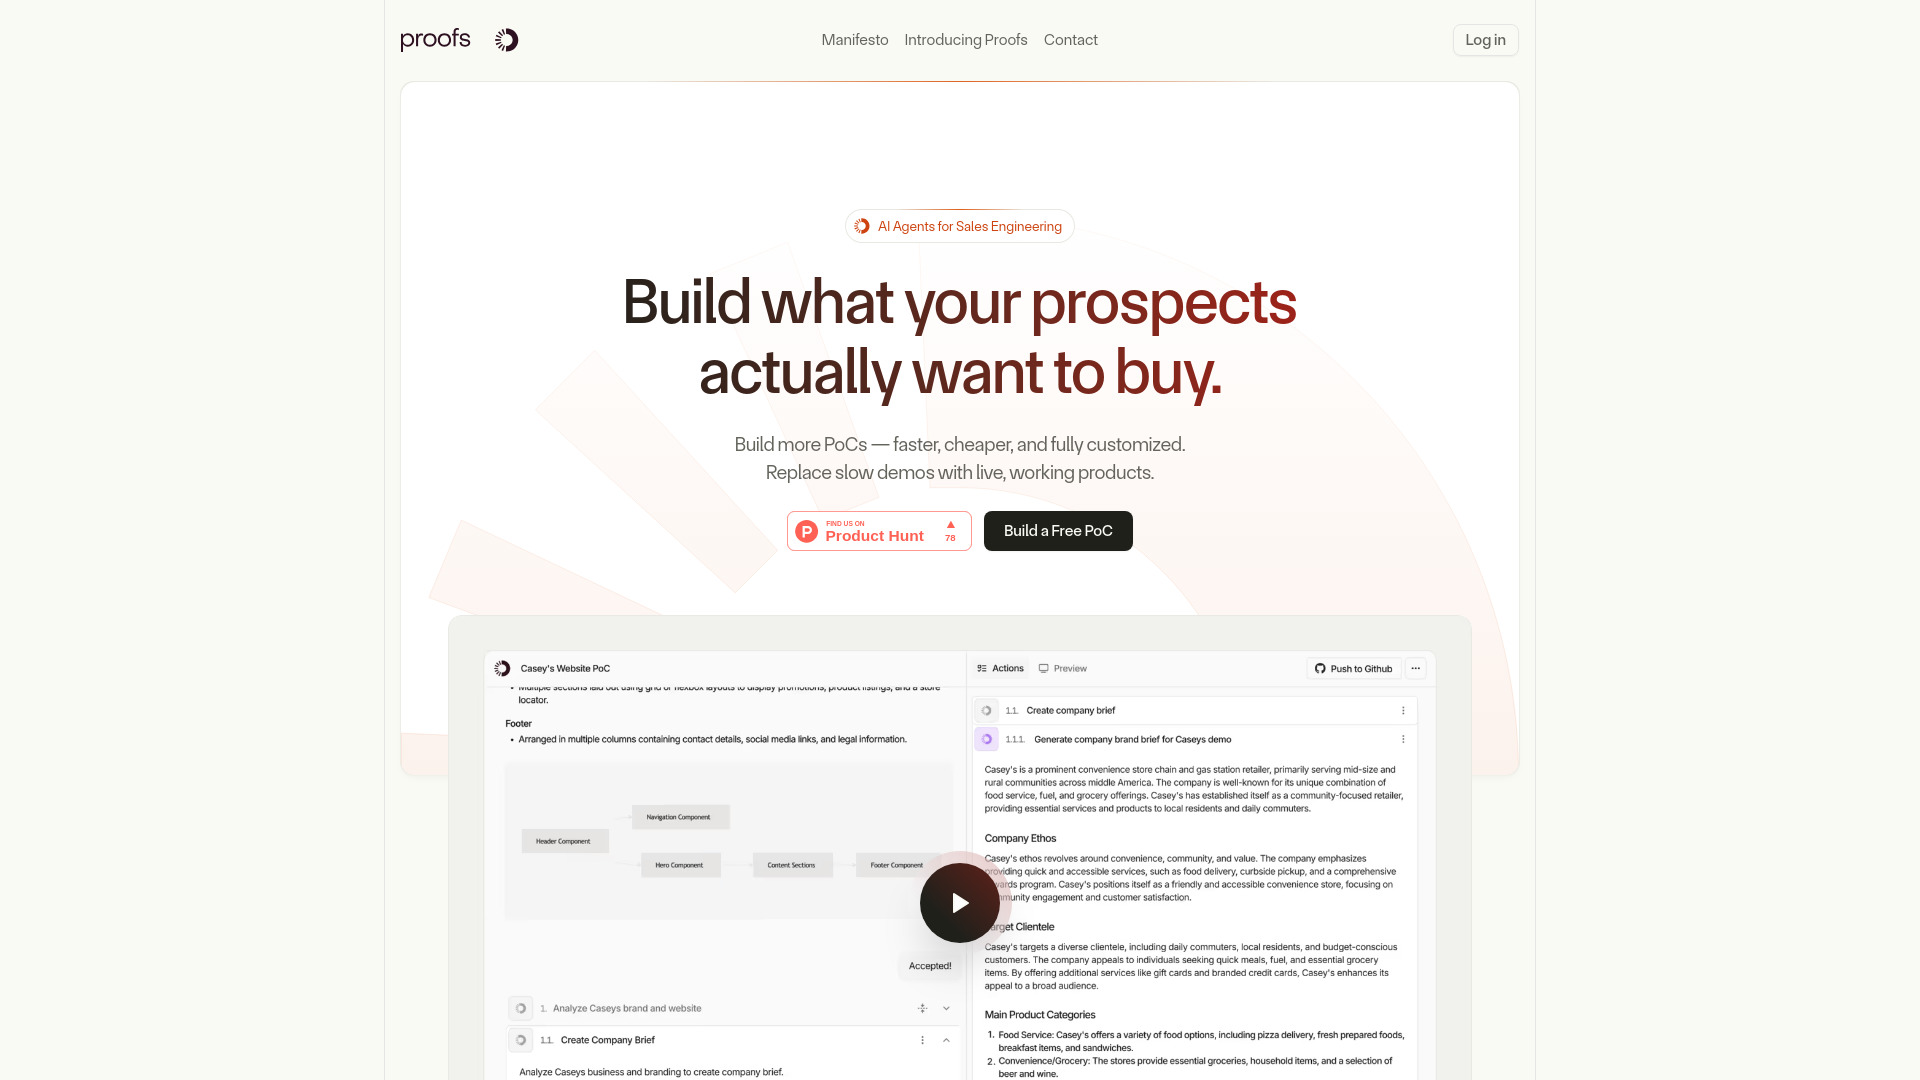 proofs
Manifesto
Introducing Proofs
Contact
Log in
AI Agents for Sales Engineering
Build what your prospects
actually want to buy.
Build more PoCs — faster, cheaper, and fully customized.
Replace slow demos with live, working products.
P
FIND US ON
Product Hunt
78
Build a Free PoC
Casey's Website PoC
• Multiple sections laid out using grid or flexbox layouts to display promotions, product listings, and a store
locator.
Footer
• Arranged in multiple columns containing contact details, social media links, and legal information.
Navigation Component
Header Component
Hero Component
Content Sections
Footer Component
Accepted!
1. Analyze Caseys brand and website
1.1. Create Company Brief
Analyze Caseys business and branding to create company brief.
Actions
Preview
Push to Github
1.1. Create company brief
1.1.1. Generate company brand brief for Caseys demo
Casey's is a prominent convenience store chain and gas station retailer, primarily serving mid-size and
rural communities across middle America. The company is well-known for its unique combination of
food service, fuel, and grocery offerings. Casey's has established itself as a community-focused retailer,
providing essential services and products to local residents and daily commuters.
Company Ethos
Casey's ethos revolves around convenience, community, and value. The company emphasizes
providing quick and accessible services, such as food delivery, curbside pickup, and a comprehensive
rewards program. Casey's positions itself as a friendly and accessible convenience store, focusing on
community engagement and customer satisfaction.
Target Clientele
Casey's targets a diverse clientele, including daily commuters, local residents, and budget-conscious
customers. The company appeals to individuals seeking quick meals, fuel, and essential grocery
items. By offering additional services like gift cards and branded credit cards, Casey's enhances its
appeal to a broad audience.
Main Product Categories
1. Food Service: Casey's offers a variety of food options, including pizza delivery, fresh prepared foods,
breakfast items, and sandwiches.
2. Convenience/Grocery: The stores provide essential groceries, household items, and a selection of
beer and wine.